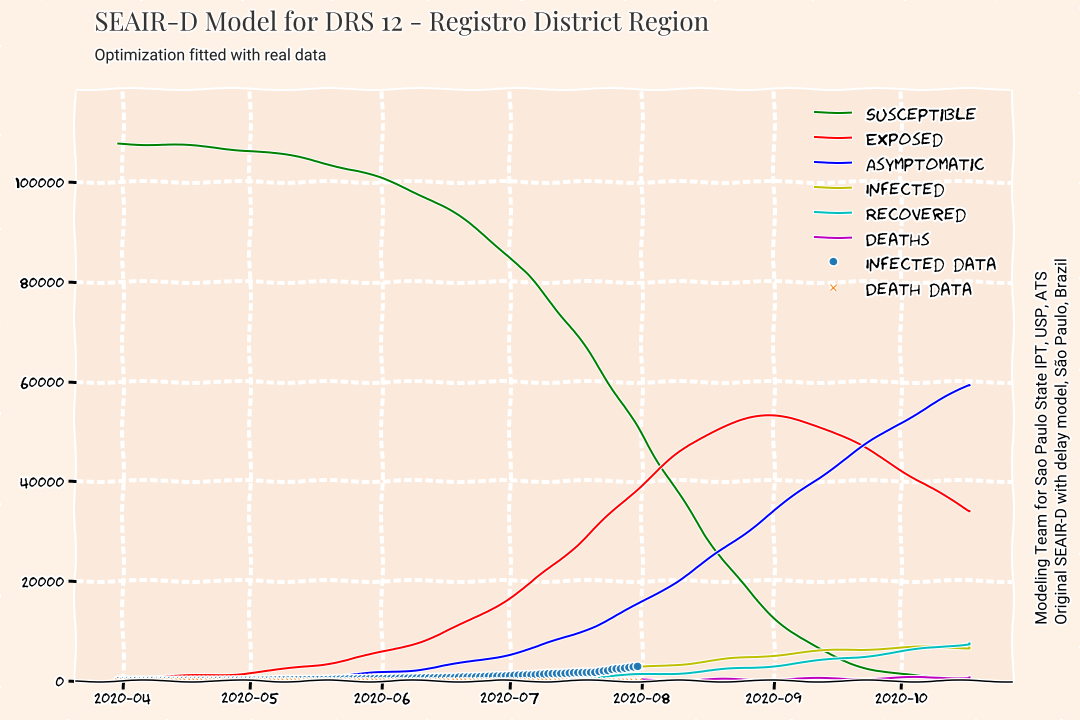 SEAIR-D Model for DRS 12 - Registro District Region
Optimization fitted with real data
SUSCEPTIBLE
EXPOSED
ASYMPTOMATIC
INFECTED
RECOVERED
DEATHS
INFECTED DATA
DEATH DATA
100000
80000
60000
40000
20000
0
2020-04
2020-05
2020-06
2020-07
2020-08
2020-09
2020-10
Modeling Team for Sao Paulo State IPT, USP, ATS
Original SEAIR-D with delay model, São Paulo, Brazil